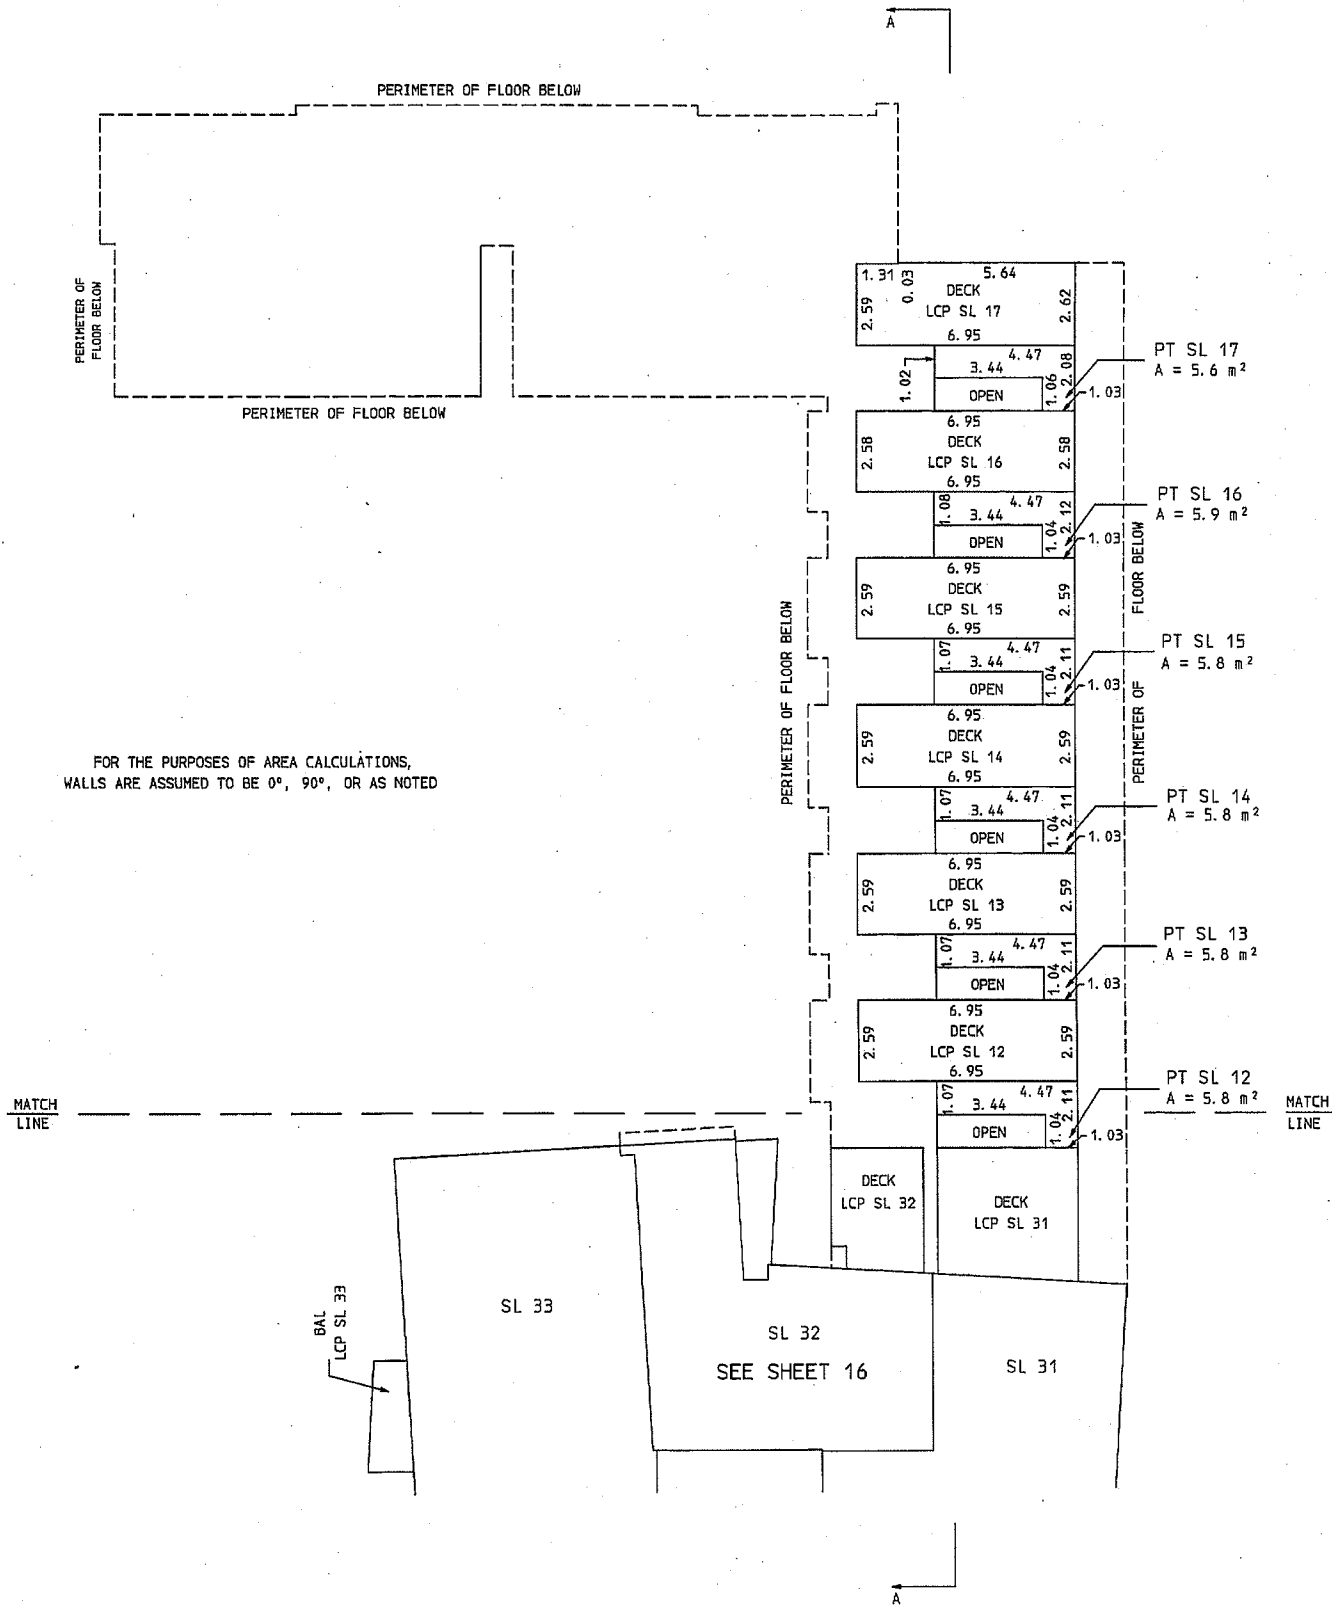 A
PERIMETER OF FLOOR BELOW
PERIMETER OF
FLOOR BELOW
PERIMETER OF FLOOR BELOW
1.31
0.03
5.64
DECK
LCP SL 17
2.59
2.62
6.95
1.02
4.47
3.44
2.08
1.06
OPEN
1.03
PT SL 17
A = 5.6 m²
6.95
DECK
LCP SL 16
2.58
2.58
6.95
1.08
4.47
3.44
2.12
1.04
OPEN
1.03
PT SL 16
A = 5.9 m²
6.95
DECK
LCP SL 15
2.59
2.59
6.95
1.07
4.47
3.44
2.11
1.04
OPEN
1.03
PT SL 15
A = 5.8 m²
PERIMETER OF FLOOR BELOW
PERIMETER OF FLOOR BELOW
6.95
DECK
LCP SL 14
2.59
2.59
6.95
FOR THE PURPOSES OF AREA CALCULATIONS,
WALLS ARE ASSUMED TO BE 0°, 90°, OR AS NOTED
1.07
4.47
3.44
2.11
1.04
OPEN
1.03
PT SL 14
A = 5.8 m²
6.95
DECK
LCP SL 13
2.59
2.59
6.95
1.07
4.47
3.44
2.11
1.04
OPEN
1.03
PT SL 13
A = 5.8 m²
6.95
DECK
LCP SL 12
2.59
2.59
6.95
1.07
4.47
3.44
2.11
1.04
OPEN
1.03
PT SL 12
A = 5.8 m²
MATCH
LINE
MATCH
LINE
DECK
LCP SL 32
DECK
LCP SL 31
BAL
LCP SL 33
SL 33
SL 32
SEE SHEET 16
SL 31
A